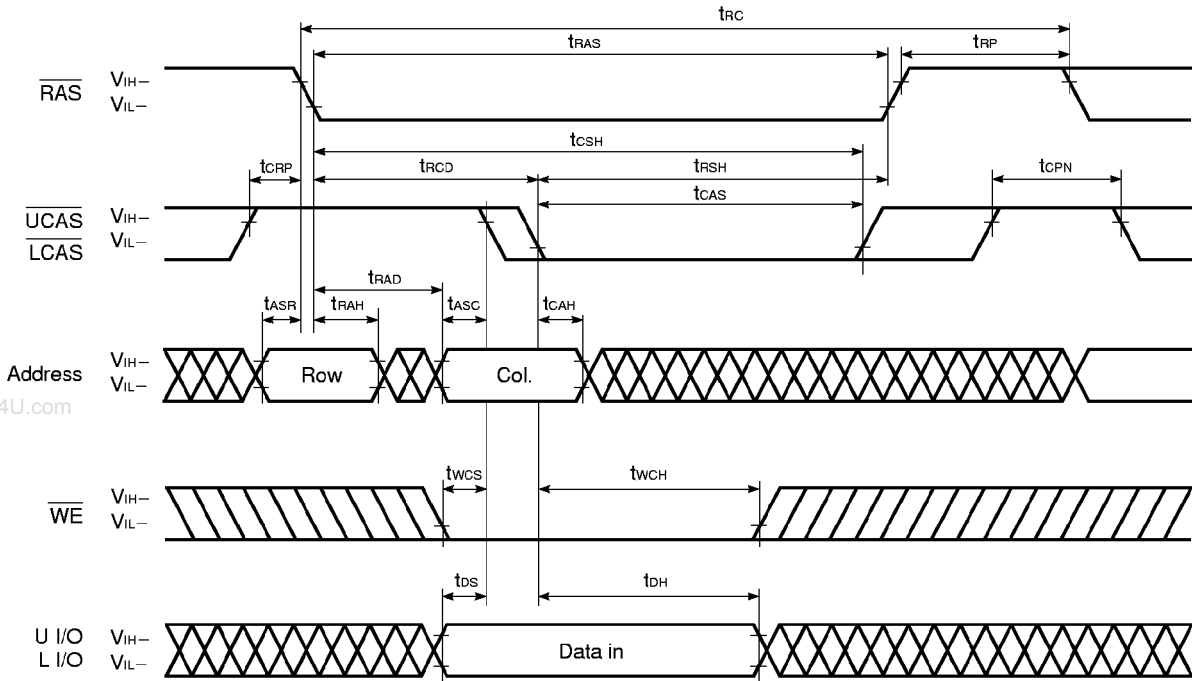 tRC
tRAS
tRP
RAS
VIH–
VIL–
tCSH
tCRP
tRCD
tRSH
tCPN
tCAS
UCAS
LCAS
VIH–
VIL–
tRAD
tASR
tRAH
tASC
tCAH
Address
VIH–
VIL–
Row
Col.
4U.com
tWCS
tWCH
WE
VIH–
VIL–
tDS
tDH
U I/O
L I/O
VIH–
VIL–
Data in